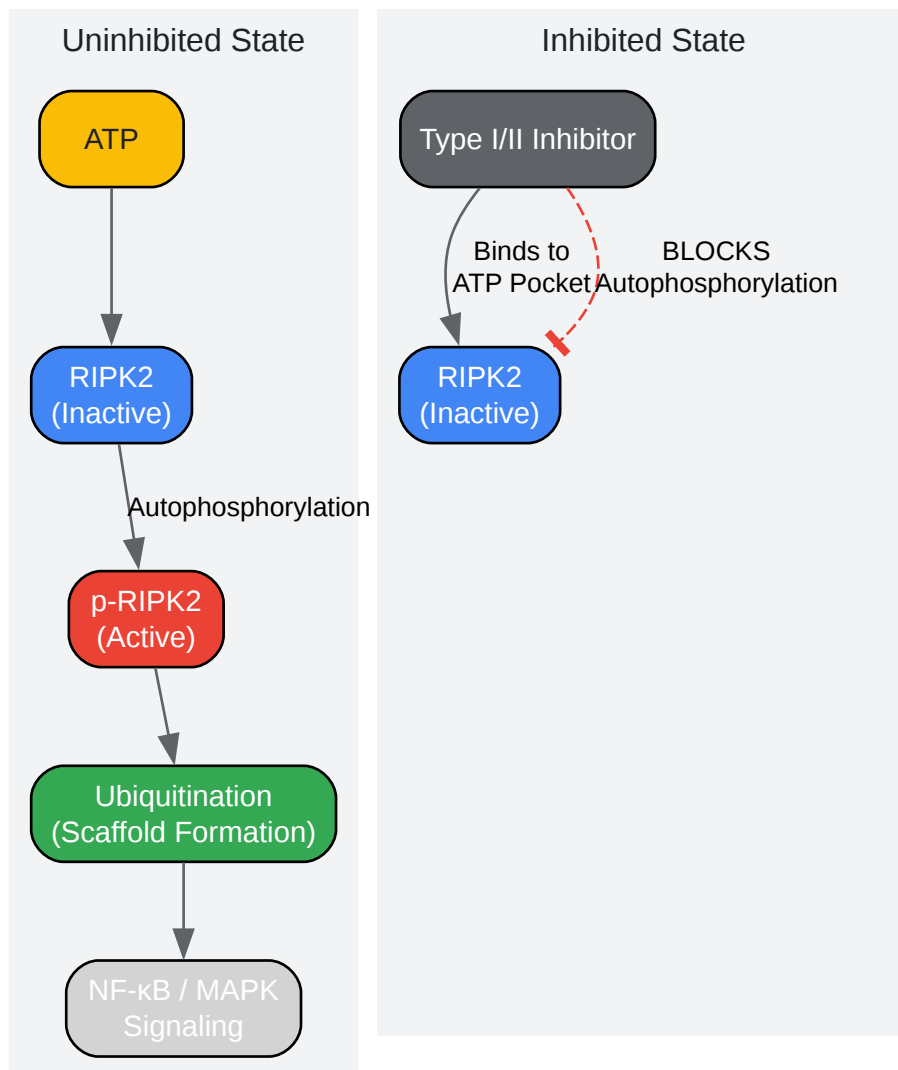 Uninhibited State
ATP
RIPK2
(Inactive)
Autophosphorylation
p-RIPK2
(Active)
Ubiquitination
(Scaffold Formation)
NF-κB / MAPK
Signaling
Inhibited State
Type I/II Inhibitor
Binds to
ATP Pocket
BLOCKS
Autophosphorylation
RIPK2
(Inactive)